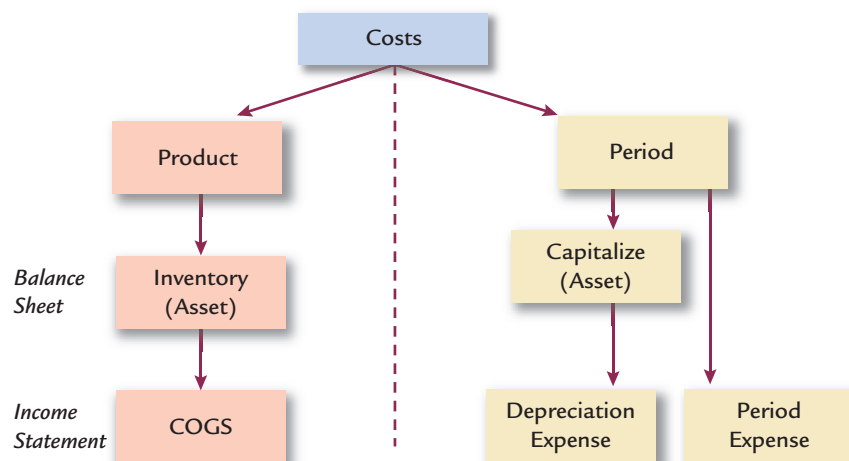 Costs
Product
Period
Balance
Sheet
Inventory
(Asset)
Capitalize
(Asset)
Income
Statement
COGS
Depreciation
Expense
Period
Expense